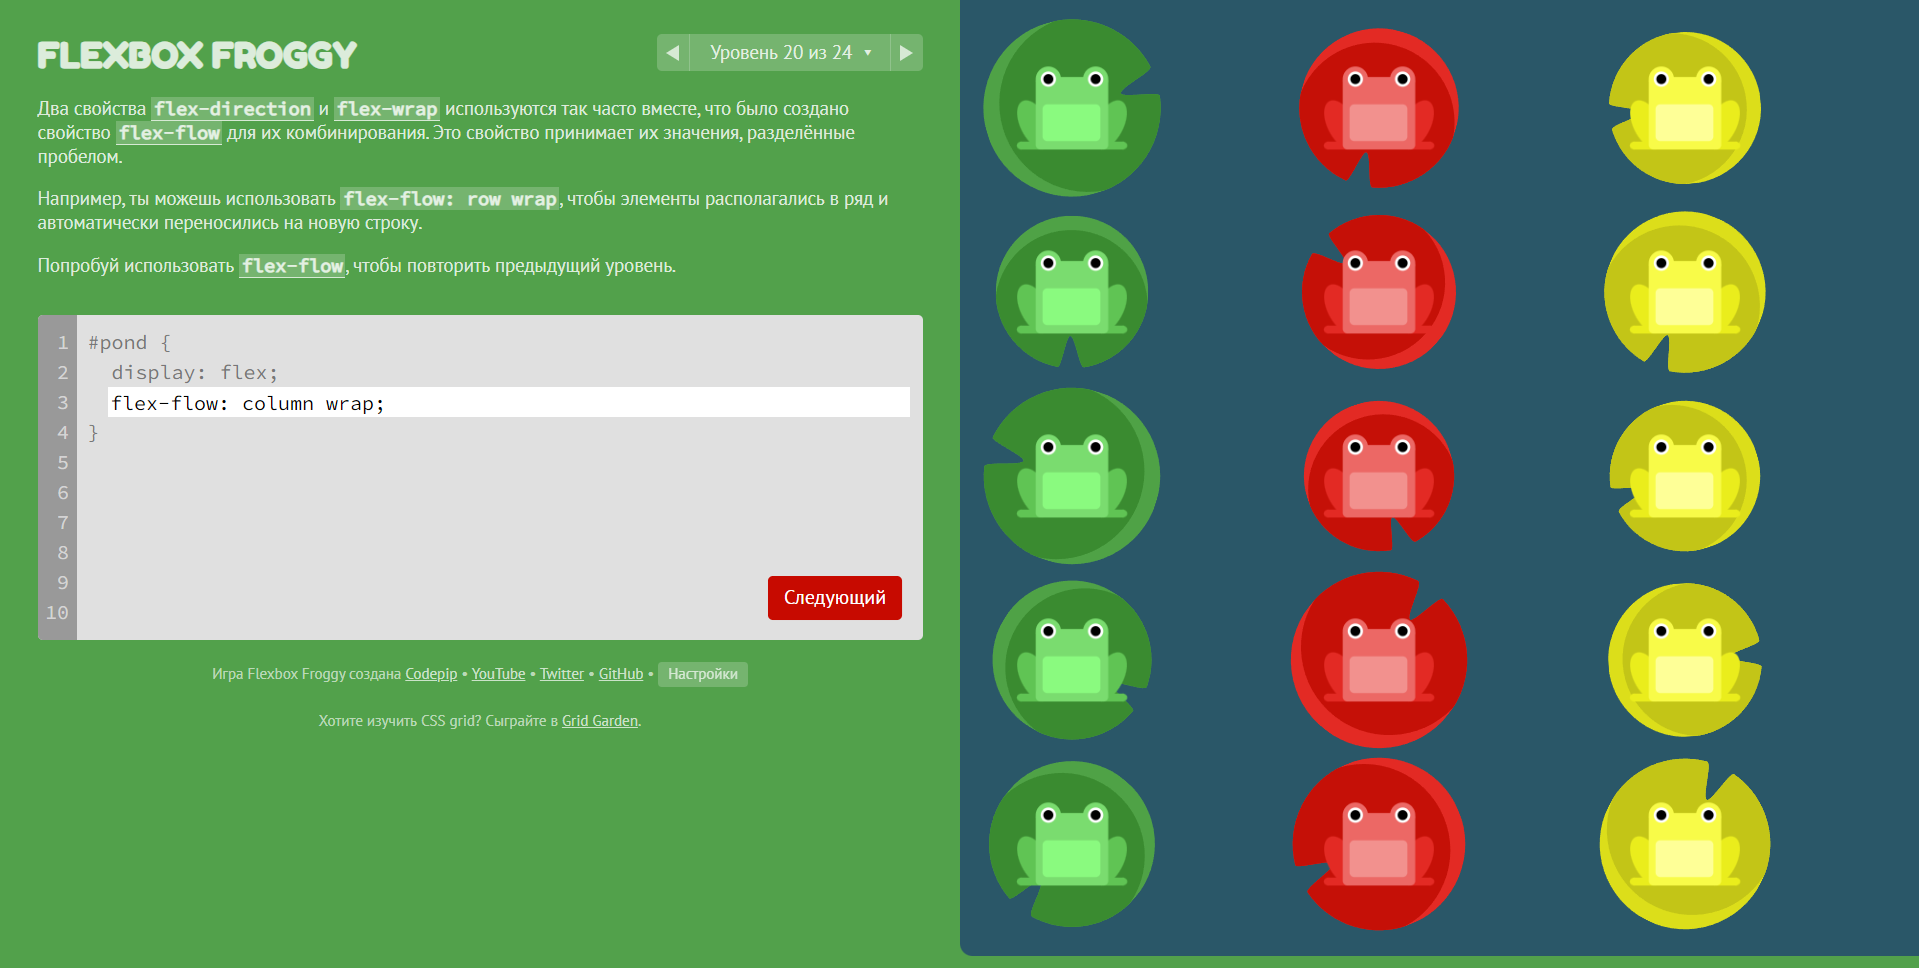 FLEXBOX FROGGY
Уровень 20 из 24
Два свойства flex-direction и flex-wrap используются так часто вместе, что было создано
свойство flex-flow для их комбинирования. Это свойство принимает их значения, разделённые
пробелом.
Например, ты можешь использовать flex-flow: row wrap, чтобы элементы располагались в ряд и
автоматически переносились на новую строку.
Попробуй использовать flex-flow, чтобы повторить предыдущий уровень.
1 #pond {
2 display: flex;
3 flex-flow: column wrap;
4 }
5
6
7
8
9
10
Следующий
Игра Flexbox Froggy создана Codepip • YouTube • Twitter • GitHub • Настройки
Хотите изучить CSS grid? Сыграйте в Grid Garden.